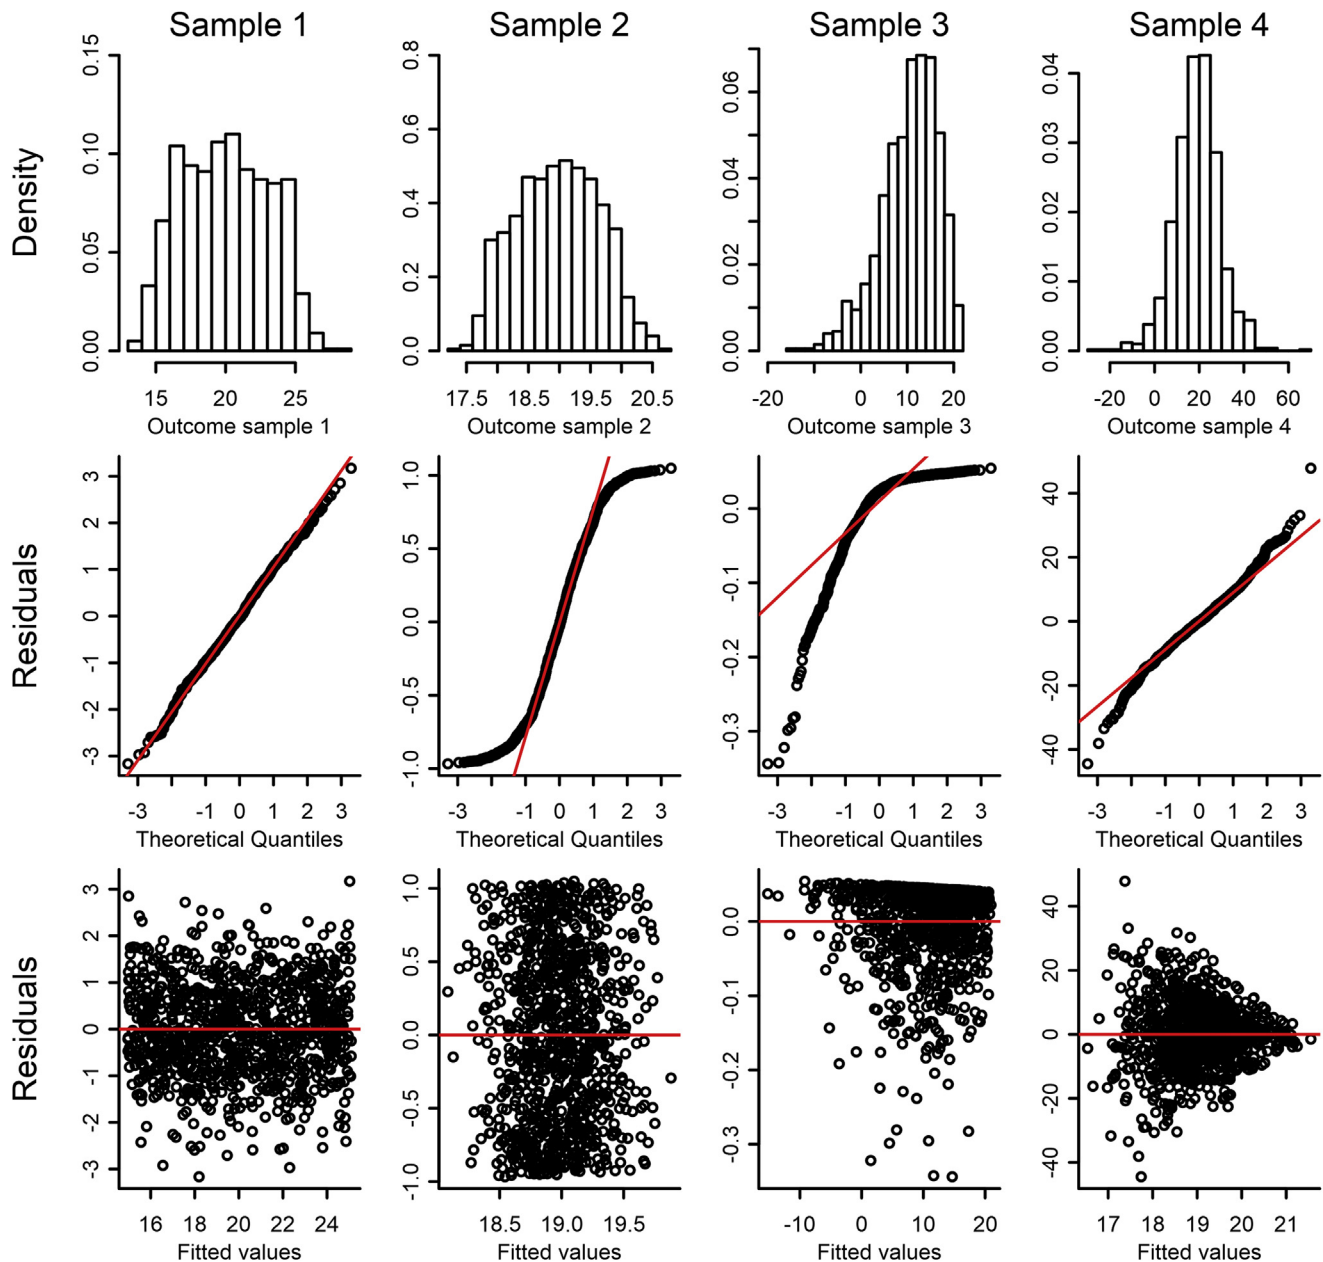 Sample 1 Sample 2 Sample 3 Sample 4
Density
0.00 0.05 0.10 0.15
0.0 0.2 0.4 0.6 0.8
0.00 0.02 0.04 0.06
0.00 0.01 0.02 0.03 0.04
15 20 25
17.5 18.5 19.5 20.5
-20 0 10 20
-20 0 20 40 60
Outcome sample 1 Outcome sample 2 Outcome sample 3 Outcome sample 4
Residuals
-3 -2 -1 0 1 2 3
-1.0 -0.5 0.0 0.5 1.0
-0.3 -0.2 -0.1 0.0
-40 -20 0 20 40
-3 -1 0 1 2 3
-3 -1 0 1 2 3
-3 -1 0 1 2 3
-3 -1 0 1 2 3
Theoretical Quantiles Theoretical Quantiles Theoretical Quantiles Theoretical Quantiles
Residuals
-3 -2 -1 0 1 2 3
-1.0 -0.5 0.0 0.5 1.0
-0.3 -0.2 -0.1 0.0
-40 -20 0 20 40
16 18 20 22 24
18.5 19.0 19.5
-10 0 10 20
17 18 19 20 21
Fitted values Fitted values Fitted values Fitted values